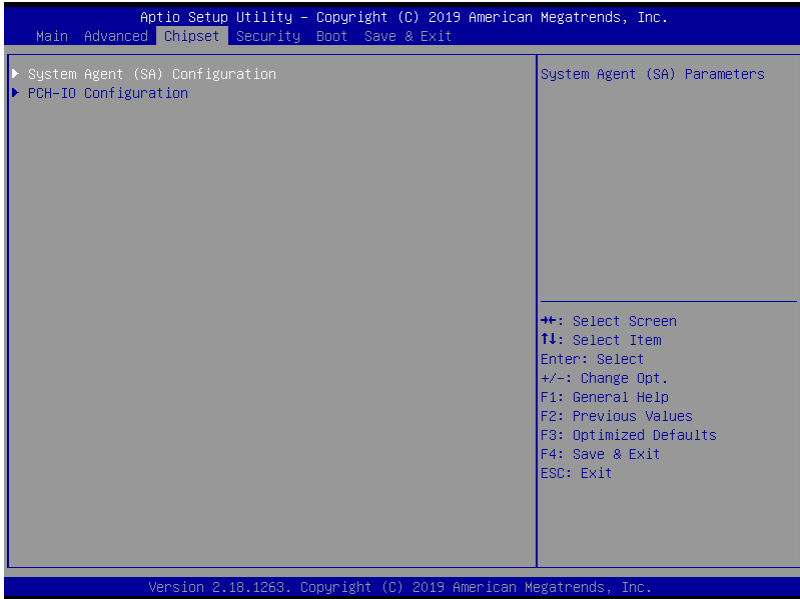 Aptio Setup Utility – Copyright (C) 2019 American Megatrends, Inc.
Main Advanced Chipset Security Boot Save & Exit
System Agent (SA) Configuration
PCH-IO Configuration
System Agent (SA) Parameters
→←: Select Screen
↑↓: Select Item
Enter: Select
+/-: Change Opt.
F1: General Help
F2: Previous Values
F3: Optimized Defaults
F4: Save & Exit
ESC: Exit
Version 2.18.1263. Copyright (C) 2019 American Megatrends, Inc.